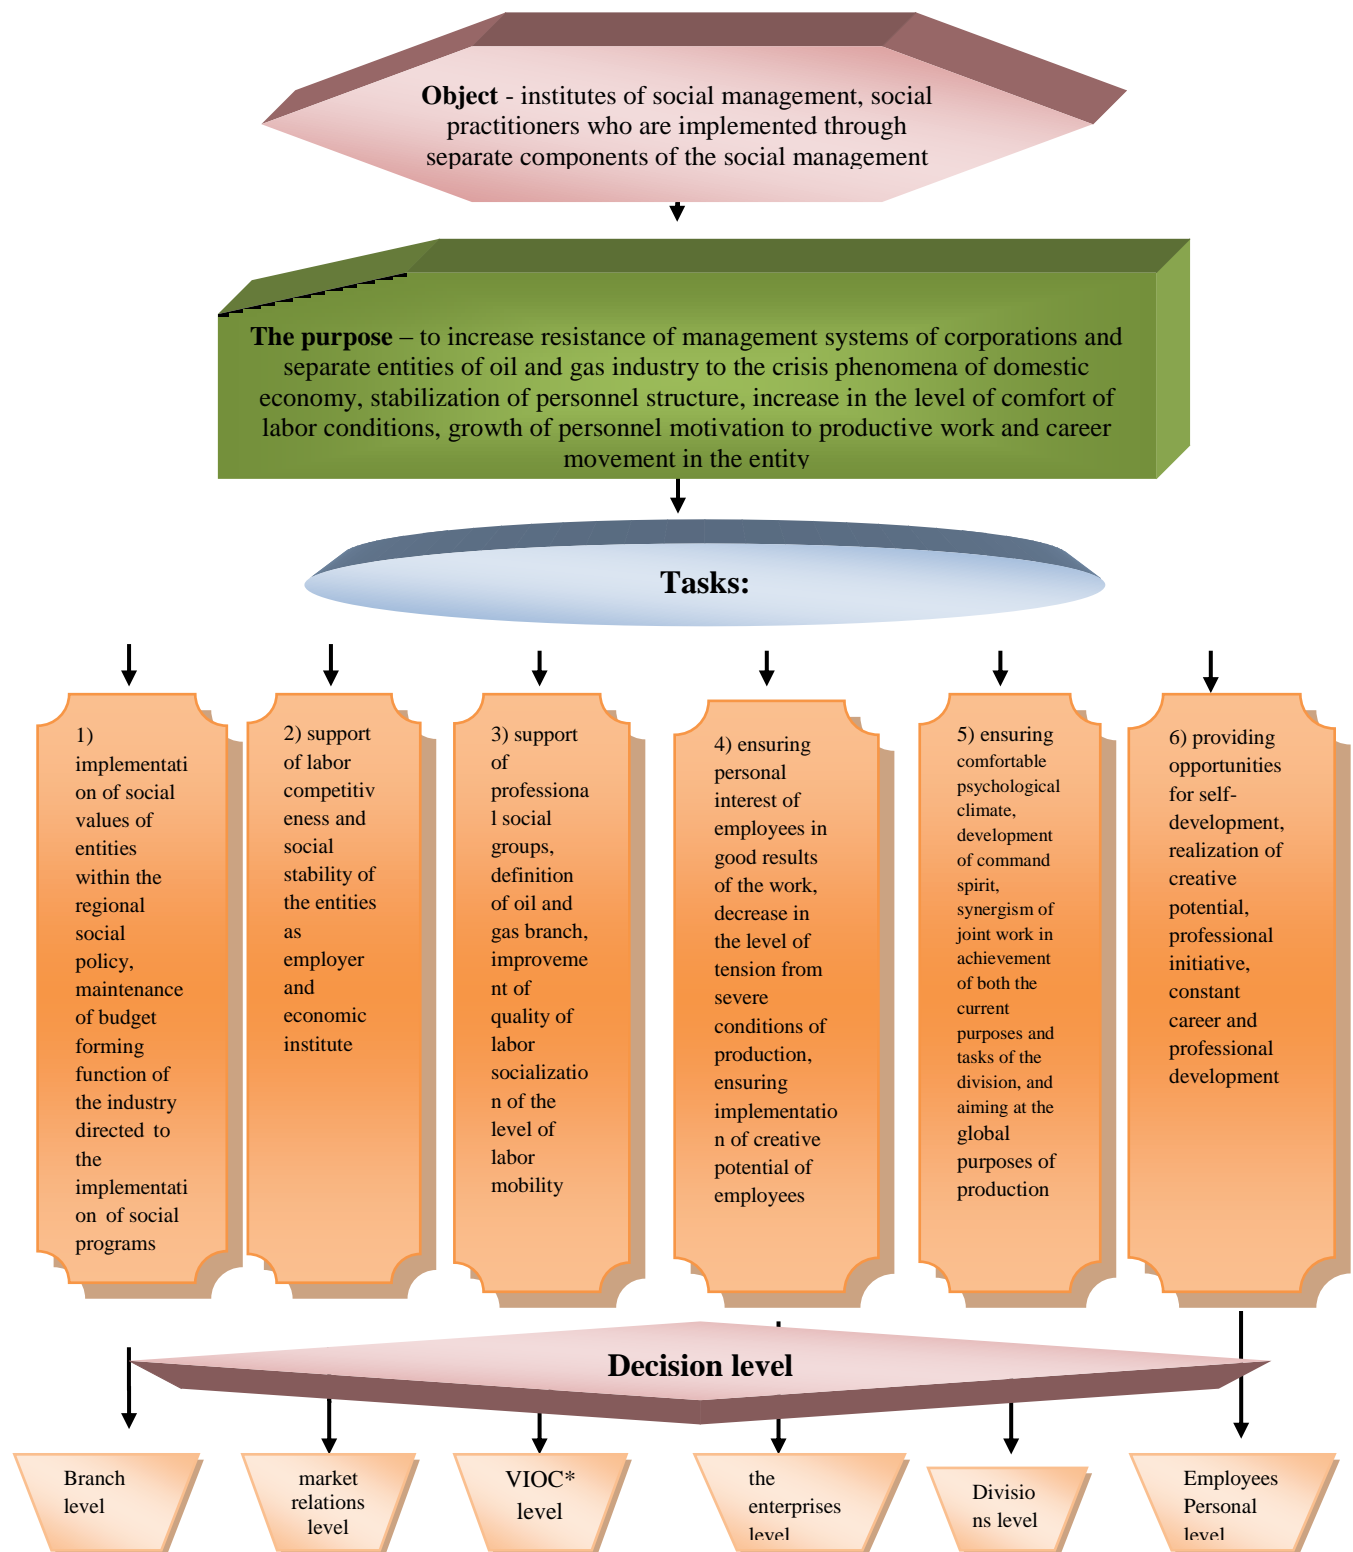 Object - institutes of social management, social
practitioners who are implemented through
separate components of the social management
The purpose – to increase resistance of management systems of corporations and
separate entities of oil and gas industry to the crisis phenomena of domestic
economy, stabilization of personnel structure, increase in the level of comfort of
labor conditions, growth of personnel motivation to productive work and career
movement in the entity
Tasks:
1)
implementati
on of social
values of
entities
within the
regional
social
policy,
maintenance
of budget
forming
function of
the industry
directed to
the
implementati
on of social
programs
2) support
of labor
competitiv
eness and
social
stability of
the entities
as
employer
and
economic
institute
3) support
of
professiona
l social
groups,
definition
of oil and
gas branch,
improveme
nt of
quality of
labor
socializatio
n of the
level of
labor
mobility
4) ensuring
personal
interest of
employees in
good results
of the work,
decrease in
the level of
tension from
severe
conditions of
production,
ensuring
implementatio
n of creative
potential of
employees
5) ensuring
comfortable
psychological
climate,
development
of command
spirit,
synergism of
joint work in
achievement
of both the
current
purposes and
tasks of the
division, and
aiming at the
global
purposes of
production
6) providing
opportunities
for self-
development,
realization of
creative
potential,
professional
initiative,
constant
career and
professional
development
Decision level
Branch
level
market
relations
level
VIOC*
level
the
enterprises
level
Divisio
ns level
Employees
Personal
level